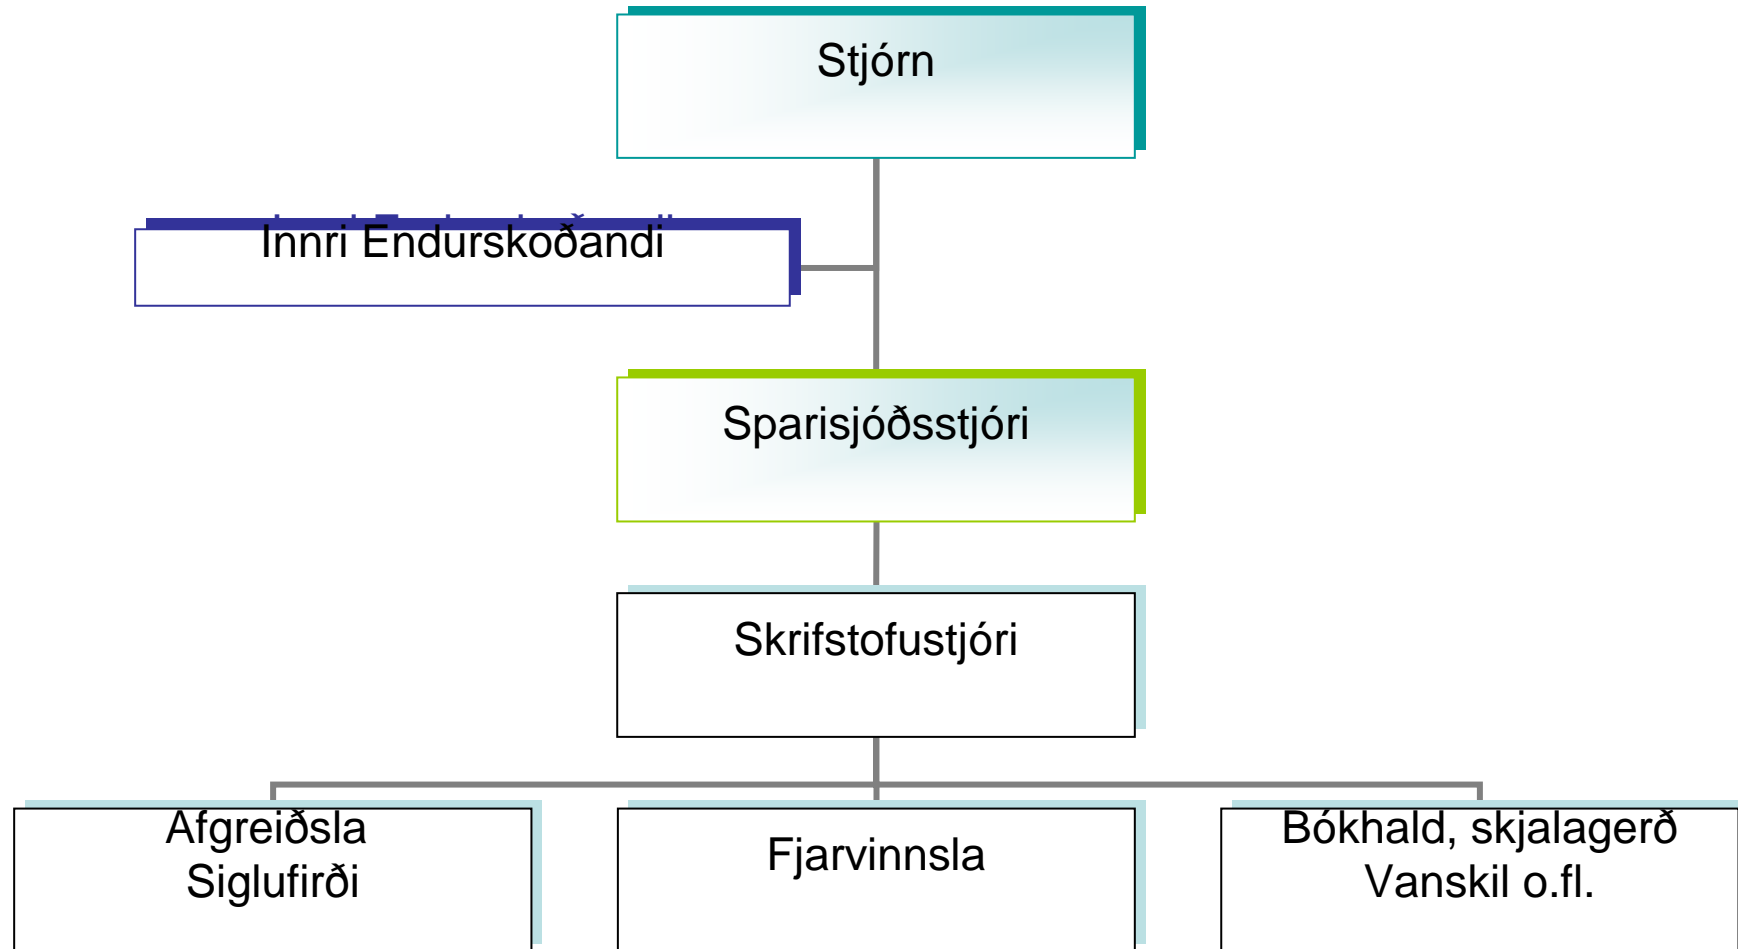 Stjórn
Innri Endurskoðandi
Sparisjóðsstjóri
Skrifstofustjóri
Afgreiðsla
Siglufirði
Fjarvinnsla
Bókhald, skjalagerð
Vanskil o.fl.